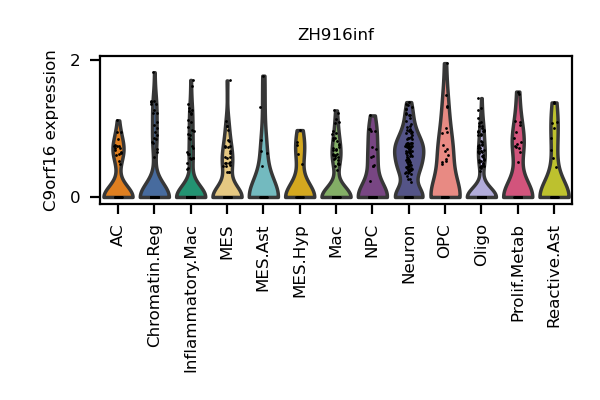 ZH916inf
C9orf16 expression
2
0
AC
Chromatin.Reg
Inflammatory.Mac
MES
MES.Ast
MES.Hyp
Mac
NPC
Neuron
OPC
Oligo
Prolif.Metab
Reactive.Ast